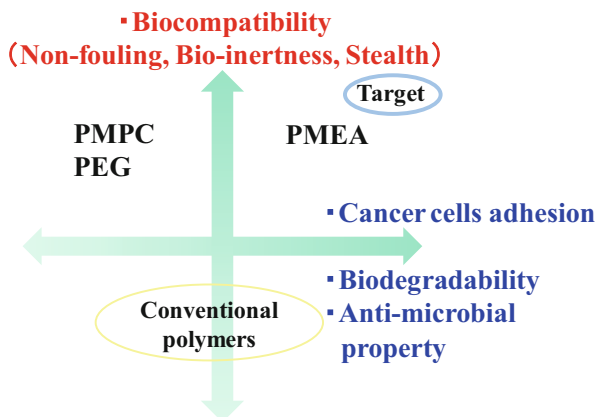 ・Biocompatibility
（Non-fouling, Bio-inertness, Stealth）
Target
PMPC
PEG
PMEA
・Cancer cells adhesion
・Biodegradability
・Anti-microbial
property
Conventional
polymers